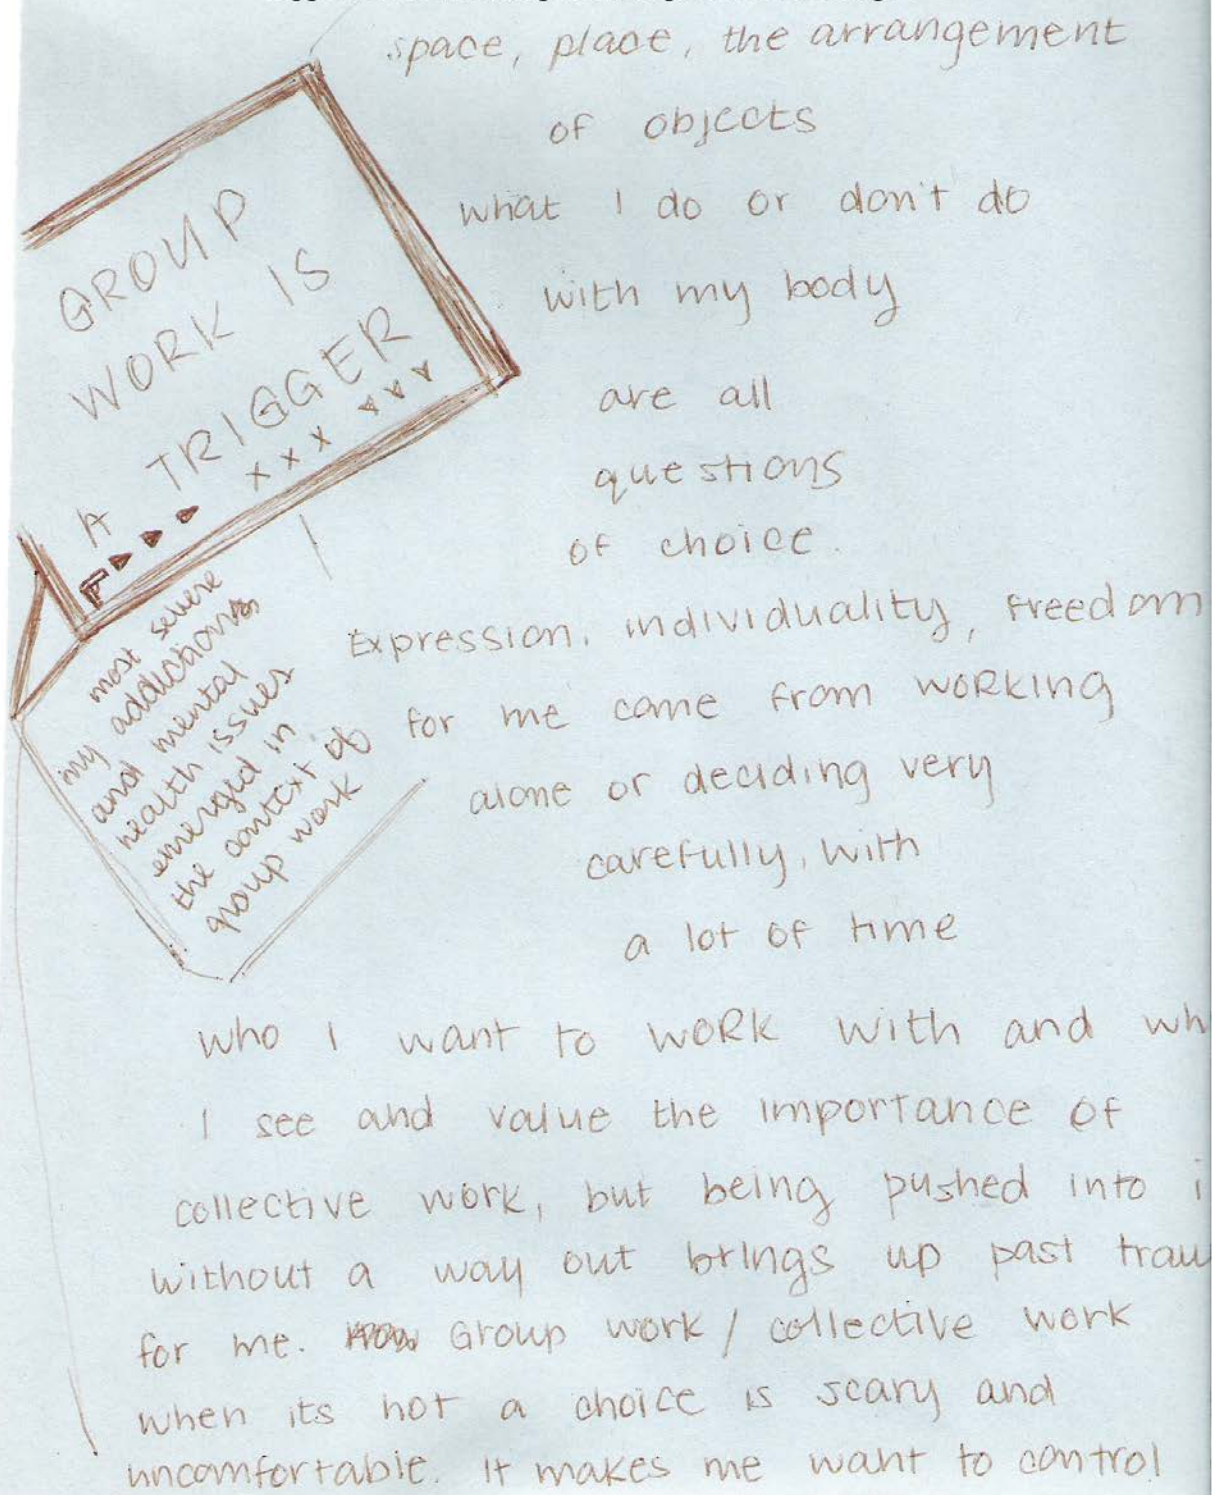 space, place, the arrangement
of objects
what I do or don't do
with my body
are all
questions
of choice.
Expression, individuality, freedom
for me came from working
alone or deciding very
carefully, with
a lot of time
who I want to work with and wh
I see and value the importance of
collective work, but being pushed into i
without a way out brings up past trau
for me. Group work / collective work
when its not a choice is scary and
uncomfortable. It makes me want to control
GROUP
WORK IS
A TRIGGER
xxx
most severe
my addictions
and mental
health issues
emerged in
the context of
group work